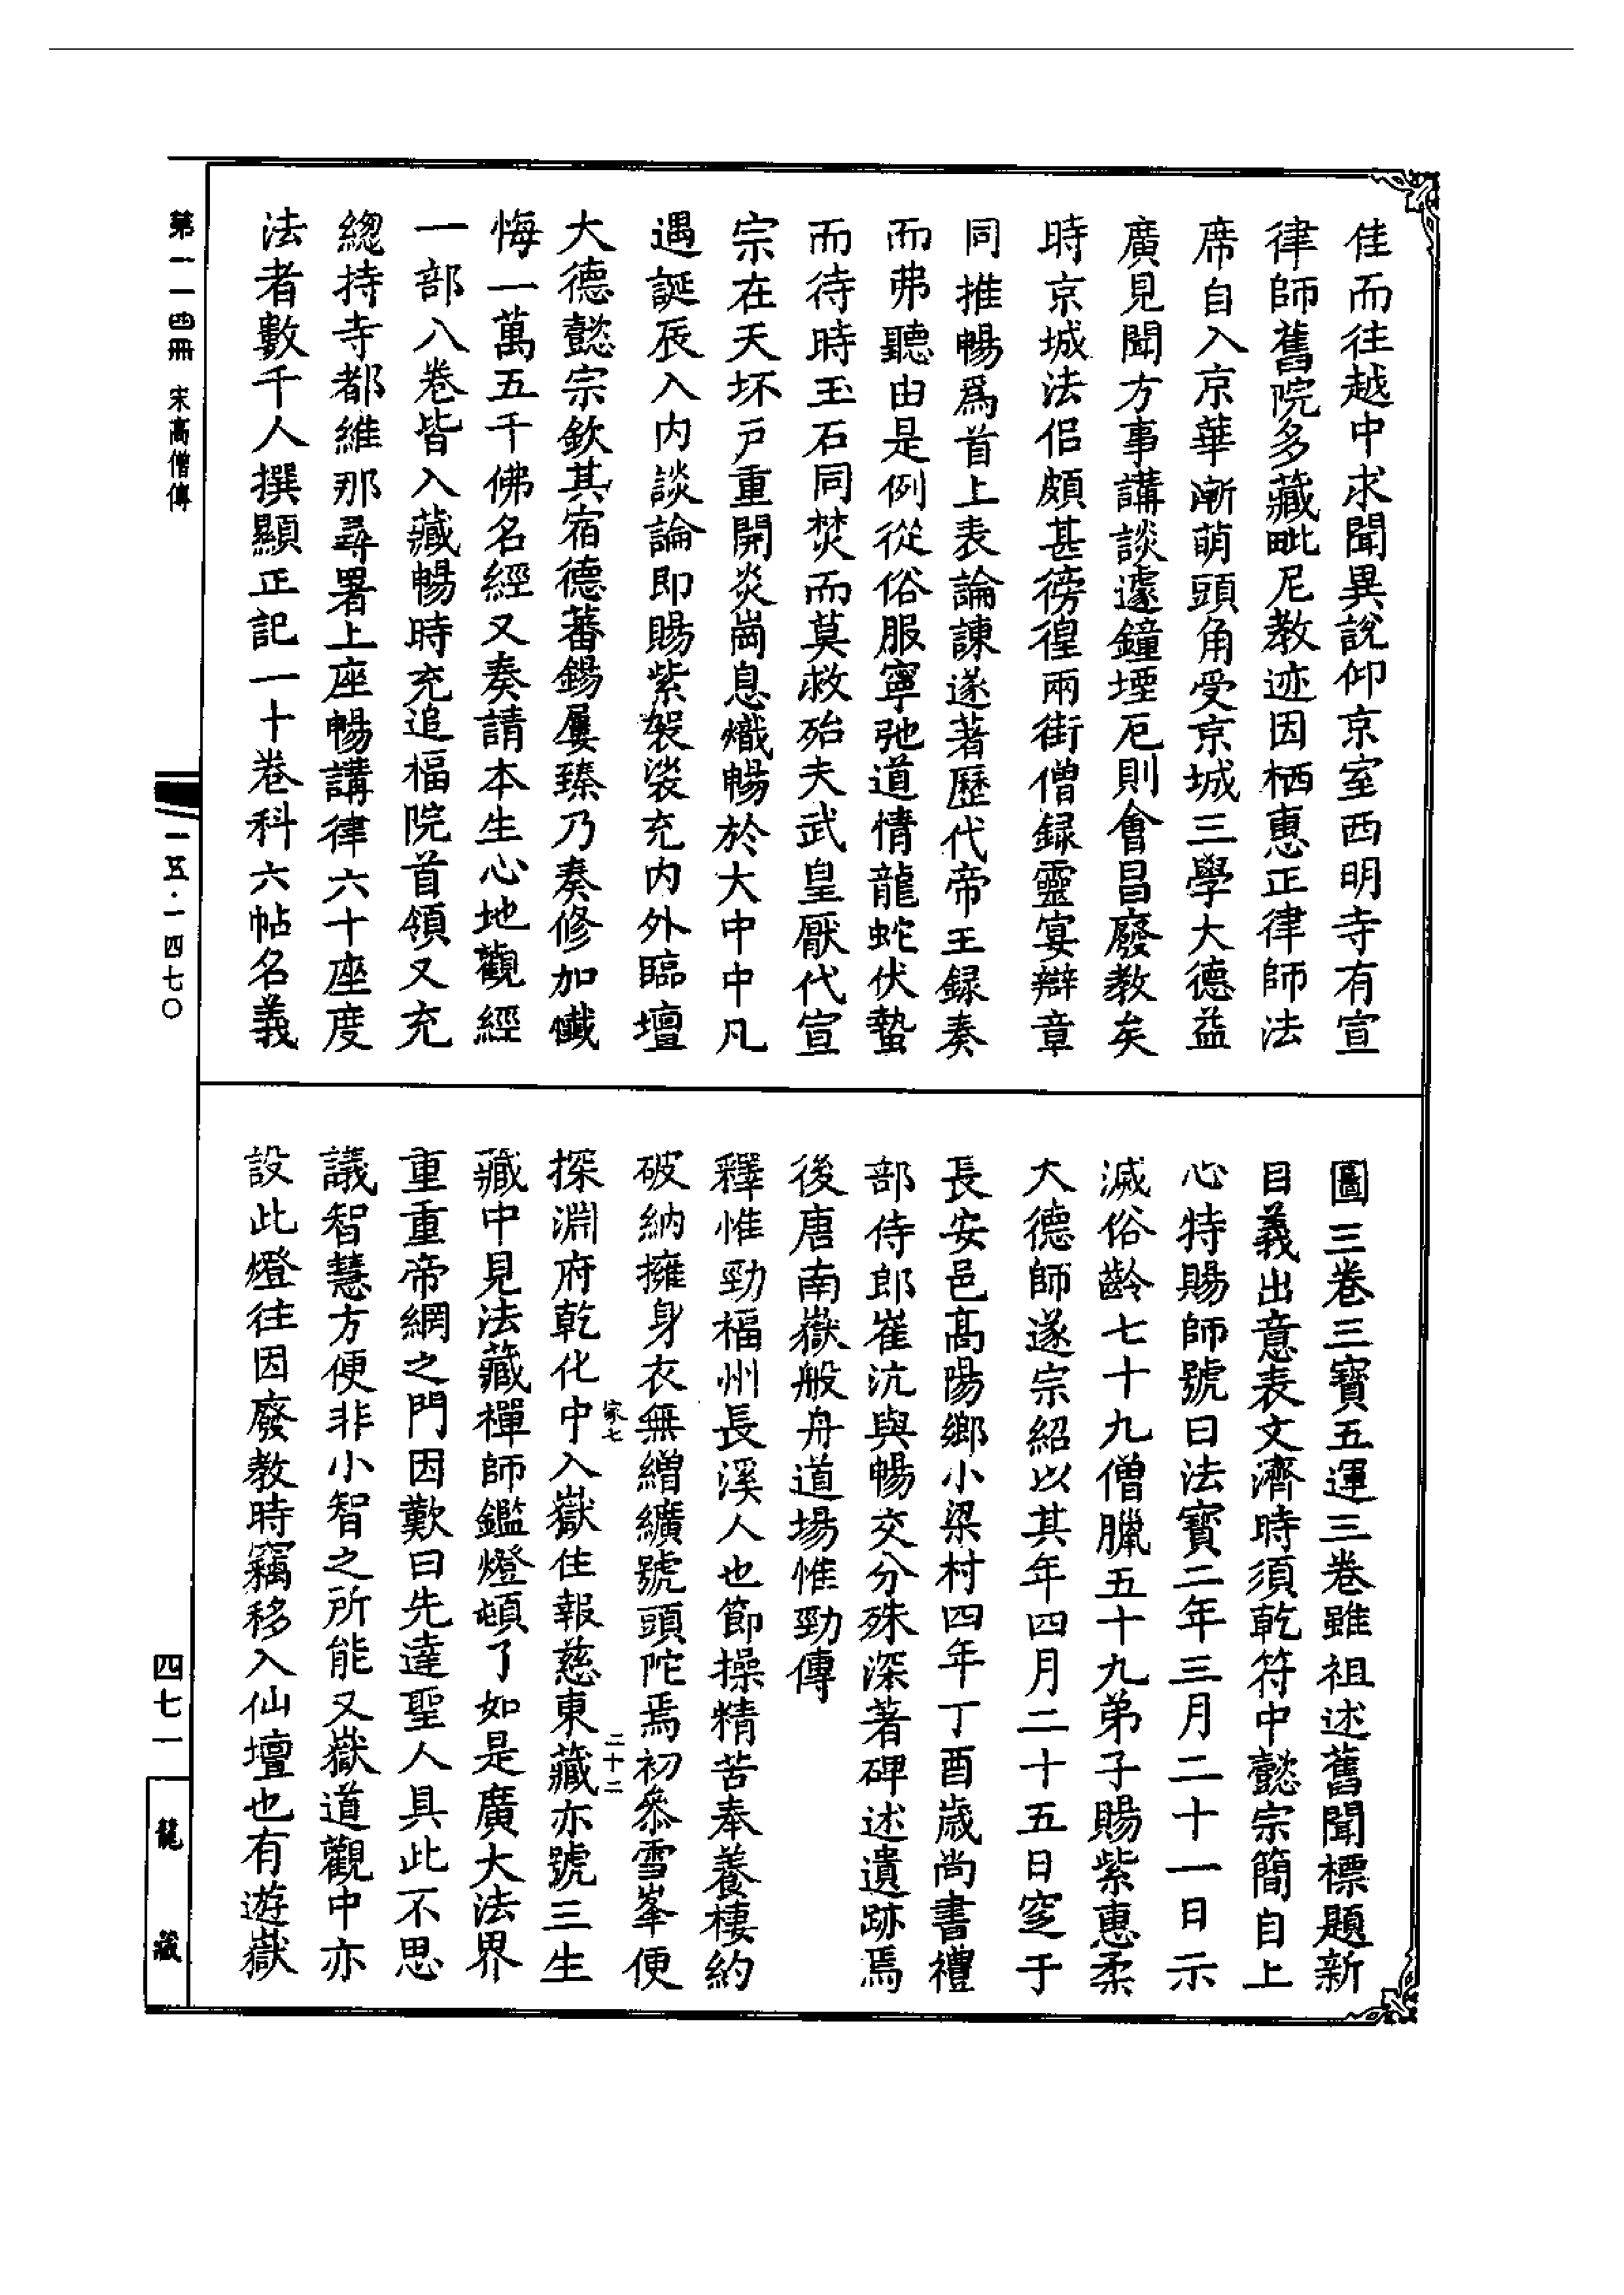 佳而往越中求聞異說仰京室西明寺有宣
律師舊院多藏毗尼教迹因栖惠正律師法
席自入京華漸萌頭角受京城三學大德益
廣見聞方事講談遽鐘堙厄則會昌廢教矣
時京城法侶頗甚徬徨兩街僧録靈宴辯章
同推暢爲首上表論諫遂著歷代帝王録奏
而弗聽由是例從俗服寧弛道情龍蛇伏蟄
而待時玉石同焚而莫救殆夫武皇厭代宣
宗在天坏戸重開炎崗息熾暢於大中中凡
遇誕辰入内談論即賜紫袈裟充内外臨壇
大德懿宗欽其宿德蕃錫屢臻乃奏修加懺
悔一萬五千佛名經又奏請本生心地觀經
一部八卷皆入藏暢時充追福院首領又充
總持寺都維那尋署上座暢講律六十座度
法者數千人撰顯正記一十卷科六帖名義
圖三卷三寶五運三卷雖祖述舊聞標題新
目義出意表文濟時須乾符中懿宗簡自上
心特賜師號曰法寶二年三月二十一日示
滅俗齡七十九僧臘五十九弟子賜紫惠柔
大德師遂宗紹以其年四月二十五日窆于
長安邑高陽鄉小梁村四年丁酉歲尚書禮
部侍郎崔沆與暢交分殊深著碑述遺跡焉
後唐南嶽般舟道場惟勁傳
釋惟勁福州長溪人也節操精苦奉養棲約
破納擁身衣無繒纊號頭陀焉初叅雪峯便
家七
二十二
探淵府乾化中入嶽住報慈東藏亦號三生
藏中見法藏禪師鑑燈頓了如是廣大法界
重重帝網之門因歎曰先達聖人具此不思
議智慧方便非小智之所能又嶽道觀中亦
設此燈往因廢教時竊移入仙壇也有遊嶽
第一一四冊 宋高僧傳
一五·一四七〇
四七一
龍藏